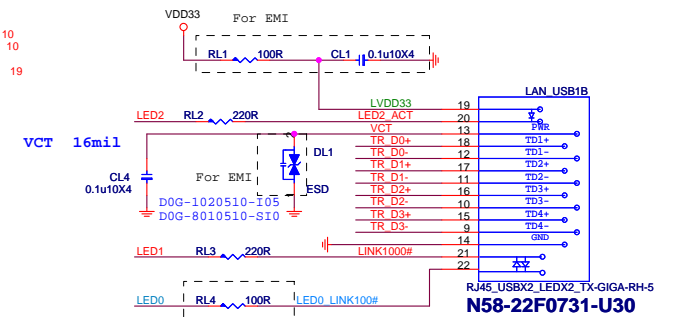 VDD33
For EMI
10
10
19
RL1 100R CL1 0.1u10X4
LAN_USB1B
LVDD33 19
LED2 RL2 220R LED2_ACT 20
PWR
VCT 13
TR_D0+ 18 TD1+
VCT 16mil
TR_D0- 12 TD1-
DL1
TR_D1+ 17 TD2+
CL4
For EMI
TR_D1- 11 TD2-
0.1u10X4
ESD
TR_D2+ 16 TD3+
D0G-1020510-I05
TR_D2- 10 TD3-
D0G-8010510-SI0
TR_D3+ 15 TD4+
TR_D3- 9 TD4-
14 GND
LED1 RL3 220R LINK1000# 21
22
RJ45_USBX2_LEDX2_TX-GIGA-RH-5
LED0 RL4 100R LED0_LINK100#
N58-22F0731-U30